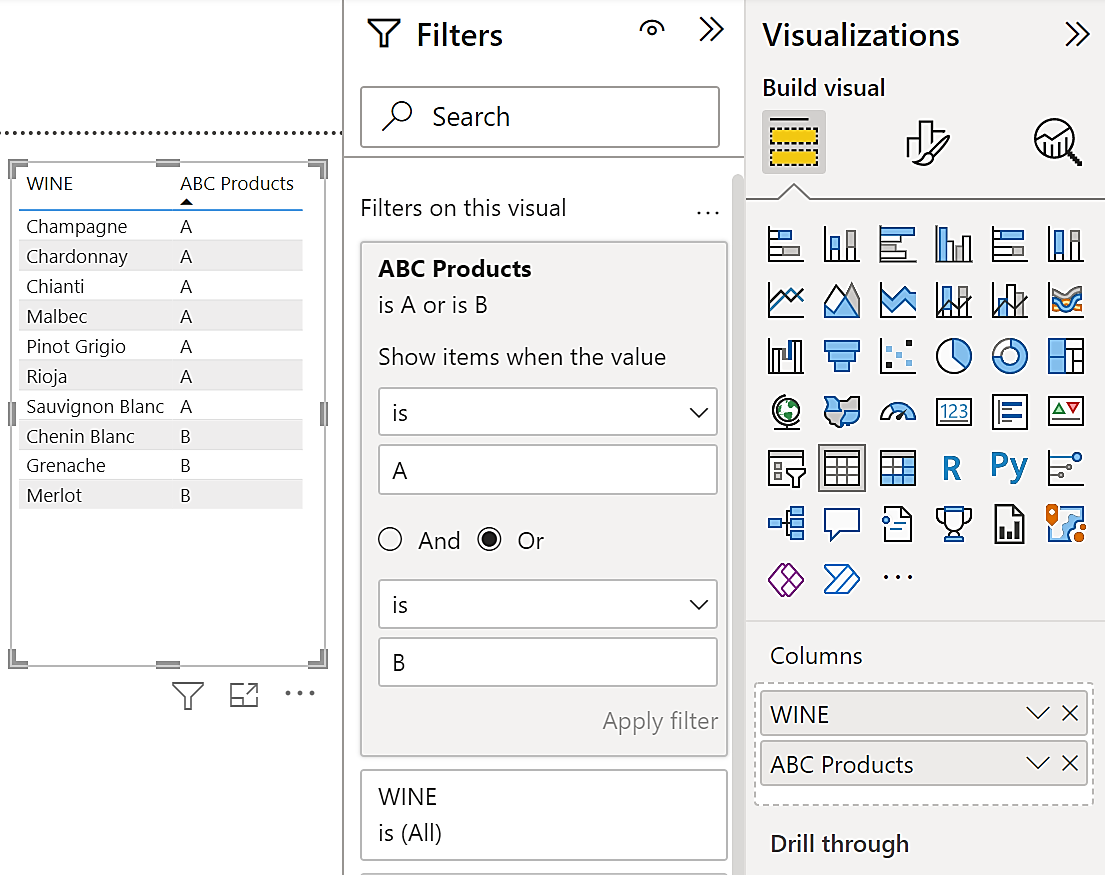 WINE ABC Products
Champagne A
Chardonnay A
Chianti A
Malbec A
Pinot Grigio A
Rioja A
Sauvignon Blanc A
Chenin Blanc B
Grenache B
Merlot B
Filters
Search
Filters on this visual
ABC Products
is A or is B
Show items when the value
is
A
And Or
is
B
Apply filter
WINE
is (All)
Visualizations
Build visual
123
R Py
Columns
WINE
ABC Products
Drill through